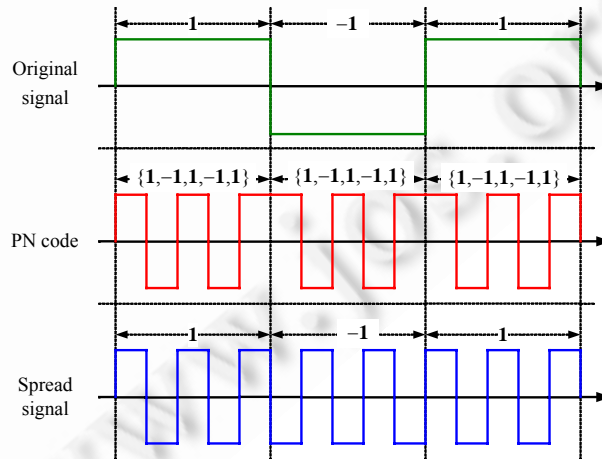 1 −1 1
Original
signal
{1,−1,1,−1,1} {1,−1,1,−1,1} {1,−1,1,−1,1}
PN code
1 −1 1
Spread
signal